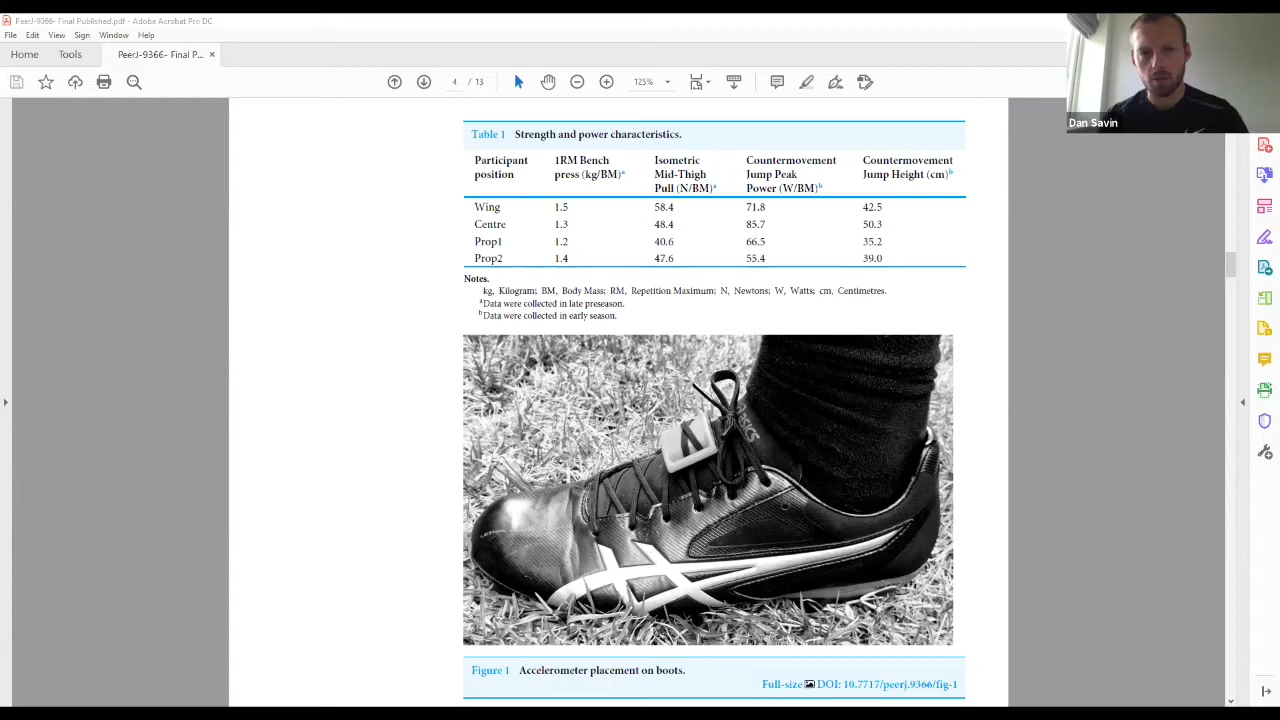 PeerJ-9366- Final Published.pdf - Adobe Acrobat Pro DC
File Edit View Sign Window Help
Home Tools PeerJ-9366- Final P... ×
4 / 13 125%
Dan Savin
Table 1 Strength and power characteristics.
Participant position 1RM Bench press (kg/BM)a Isometric Mid-Thigh Pull (N/BM)a Countermovement Jump Peak Power (W/BM)b Countermovement Jump Height (cm)b
Wing 1.5 58.4 71.8 42.5
Centre 1.3 48.4 85.7 50.3
Prop1 1.2 40.6 66.5 35.2
Prop2 1.4 47.6 55.4 39.0
Notes.
kg, Kilogram; BM, Body Mass; RM, Repetition Maximum; N, Newtons; W, Watts; cm, Centimetres.
aData were collected in late preseason.
bData were collected in early season.
ASICS
LETHAL
Figure 1 Accelerometer placement on boots.
Full-size DOI: 10.7717/peerj.9366/fig-1